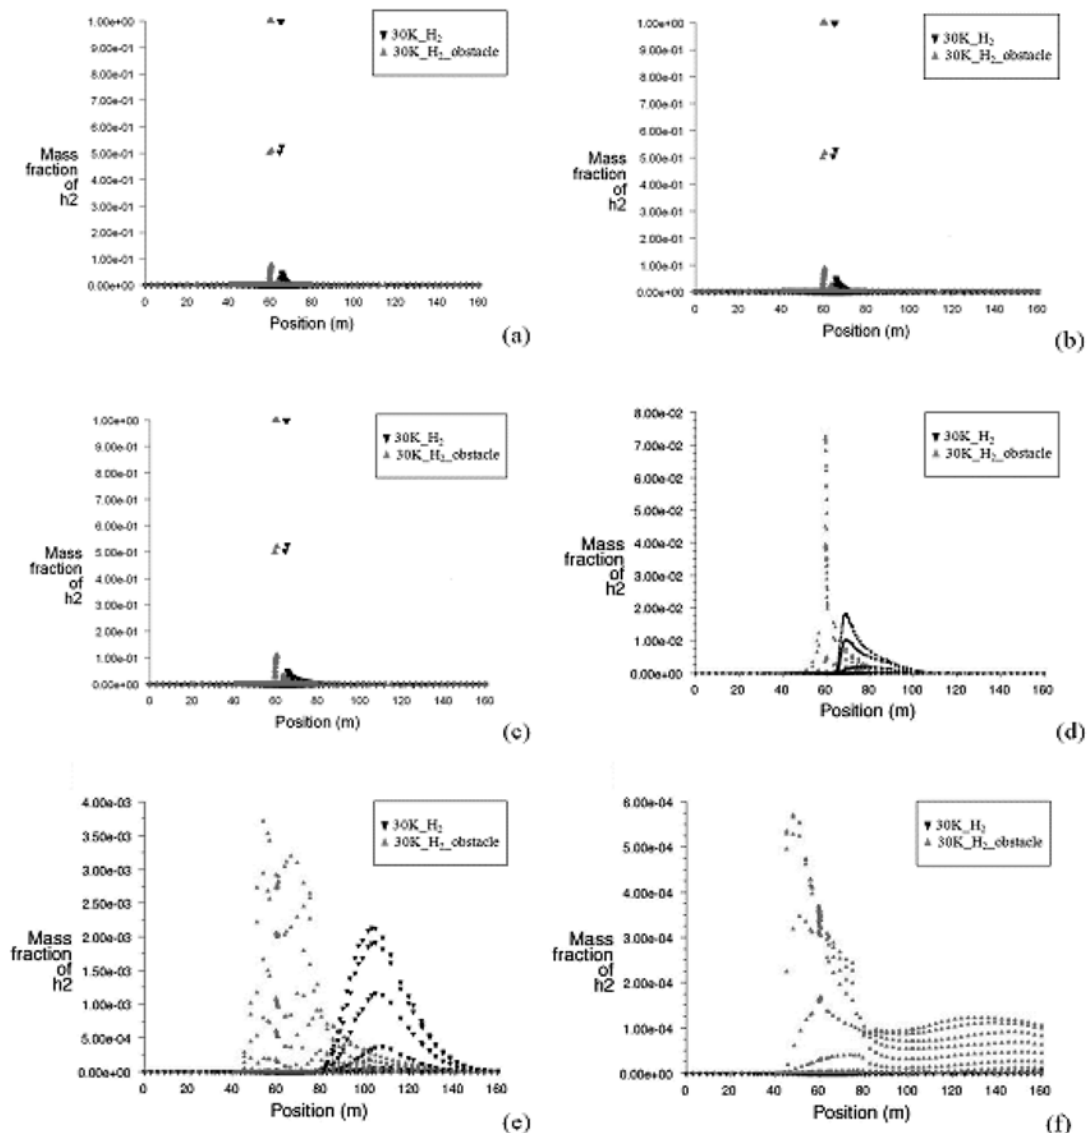 1.00e+00
9.00e-01
8.00e-01
7.00e-01
6.00e-01
5.00e-01
4.00e-01
3.00e-01
2.00e-01
1.00e-01
0.00e+00
Mass
fraction
of
h2
0 20 40 60 80 100 120 140 160
Position (m)
30K_H2
30K_H2_obstacle
(a)
1.00e+00
9.00e-01
8.00e-01
7.00e-01
6.00e-01
5.00e-01
4.00e-01
3.00e-01
2.00e-01
1.00e-01
0.00e+00
Mass
fraction
of
h2
0 20 40 60 80 100 120 140 160
Position (m)
30K_H2
30K_H2_obstacle
(b)
1.00e+00
9.00e-01
8.00e-01
7.00e-01
6.00e-01
5.00e-01
4.00e-01
3.00e-01
2.00e-01
1.00e-01
0.00e+00
Mass
fraction
of
h2
0 20 40 60 80 100 120 140 160
Position (m)
30K_H2
30K_H2_obstacle
(c)
8.00e-02
7.00e-02
6.00e-02
5.00e-02
4.00e-02
3.00e-02
2.00e-02
1.00e-02
0.00e+00
Mass
fraction
of
h2
0 20 40 60 80 100 120 140 160
Position (m)
30K_H2
30K_H2_obstacle
(d)
4.00e-03
3.50e-03
3.00e-03
2.50e-03
2.00e-03
1.50e-03
1.00e-03
5.00e-04
0.00e+00
Mass
fraction
of
h2
0 20 40 60 80 100 120 140 160
Position (m)
30K_H2
30K_H2_obstacle
(e)
6.00e-04
5.00e-04
4.00e-04
3.00e-04
2.00e-04
1.00e-04
0.00e+00
Mass
fraction
of
h2
0 20 40 60 80 100 120 140 160
Position (m)
30K_H2
30K_H2_obstacle
(f)